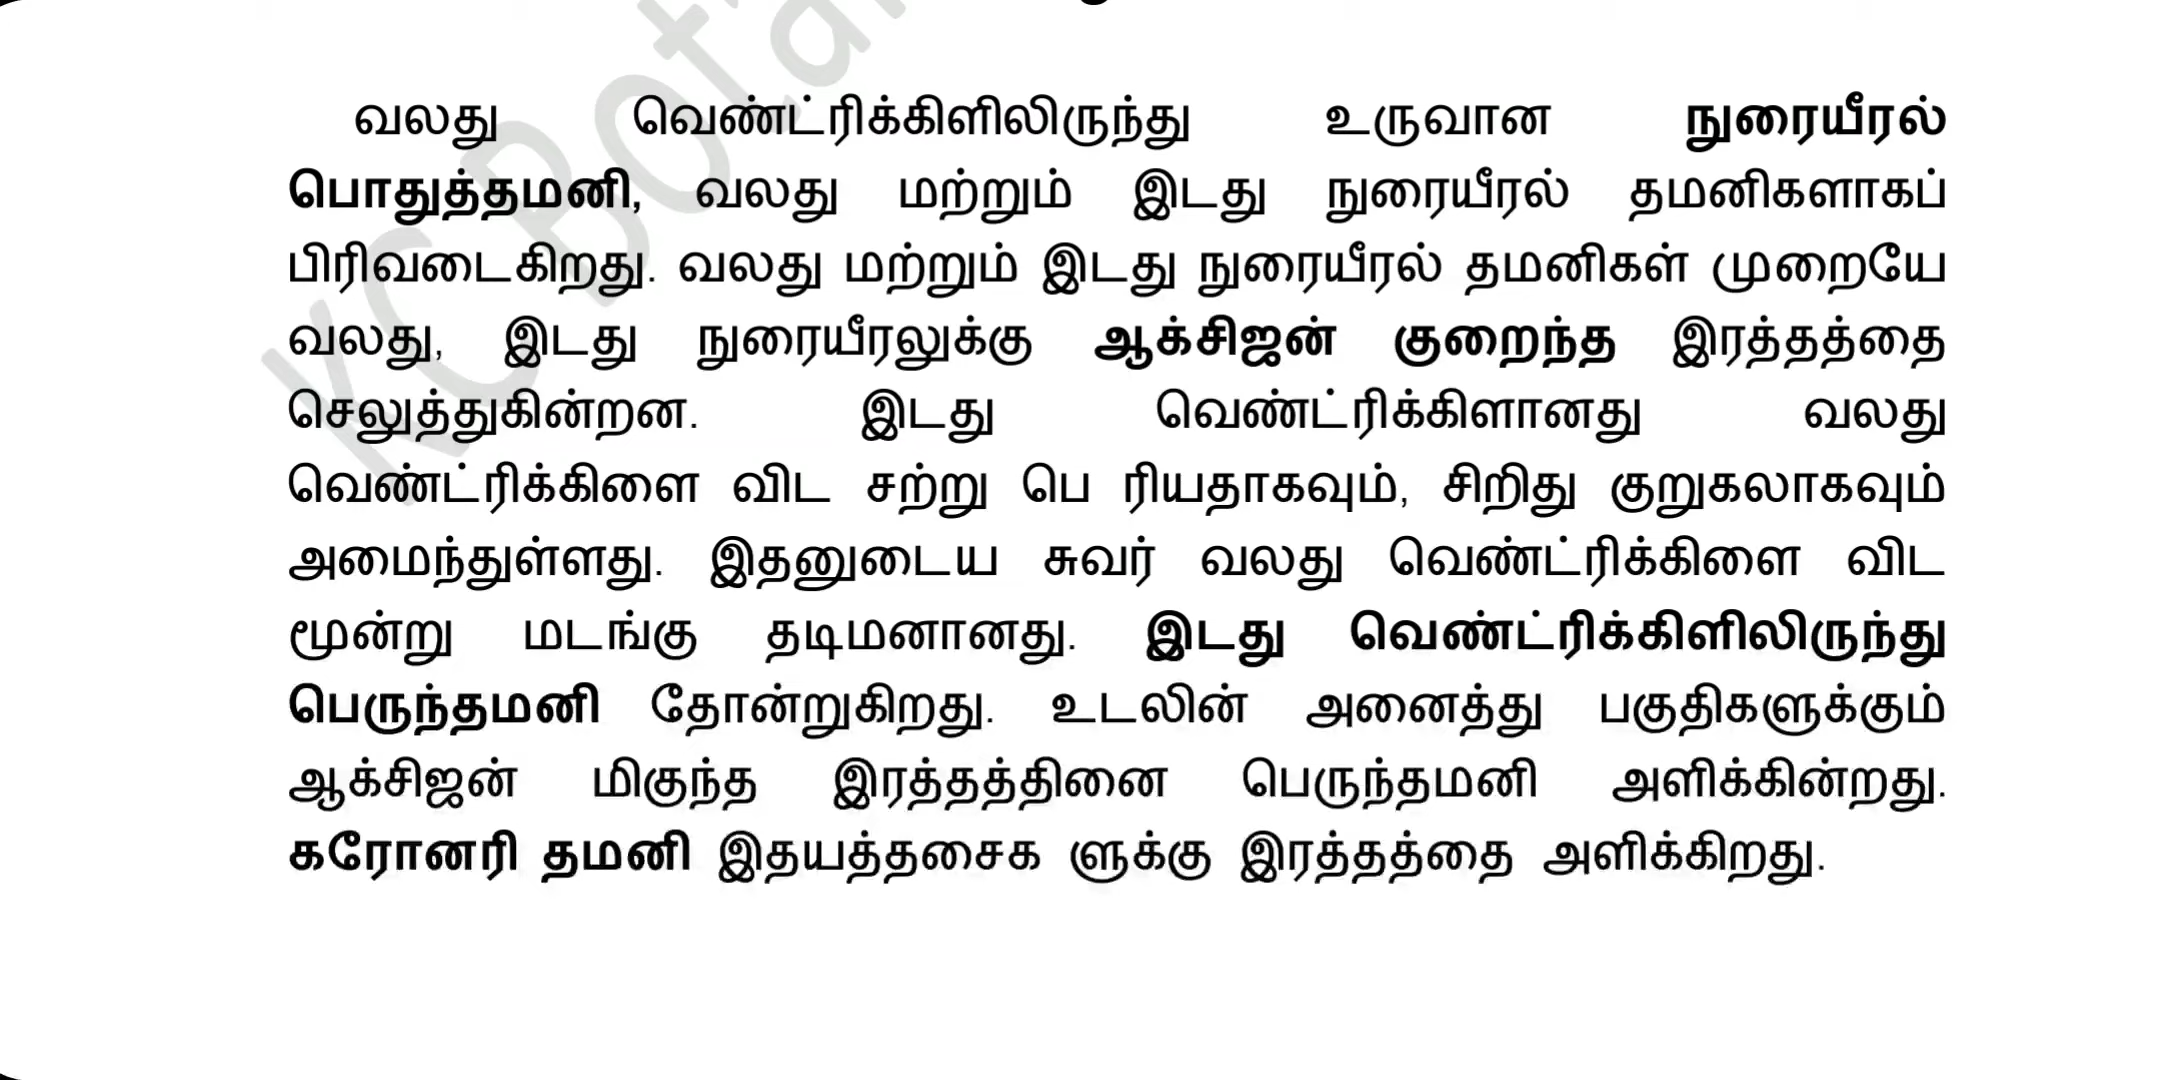 வலது வெண்ட்ரிக்கிளிலிருந்து உருவான நுரையீரல்
பொதுத்தமனி, வலது மற்றும் இடது நுரையீரல் தமனிகளாகப்
பிரிவடைகிறது. வலது மற்றும் இடது நுரையீரல் தமனிகள் முறையே
வலது, இடது நுரையீரலுக்கு ஆக்சிஜன் குறைந்த இரத்தத்தை
செலுத்துகின்றன. இடது வெண்ட்ரிக்கிளானது வலது
வெண்ட்ரிக்கிளை விட சற்று பெ ரியதாகவும், சிறிது குறுகலாகவும்
அமைந்துள்ளது. இதனுடைய சுவர் வலது வெண்ட்ரிக்கிளை விட
மூன்று மடங்கு தடிமனானது. இடது வெண்ட்ரிக்கிளிலிருந்து
பெருந்தமனி தோன்றுகிறது. உடலின் அனைத்து பகுதிகளுக்கும்
ஆக்சிஜன் மிகுந்த இரத்தத்தினை பெருந்தமனி அளிக்கின்றது.
கரோனரி தமனி இதயத்தசைக ளுக்கு இரத்தத்தை அளிக்கிறது.
KC